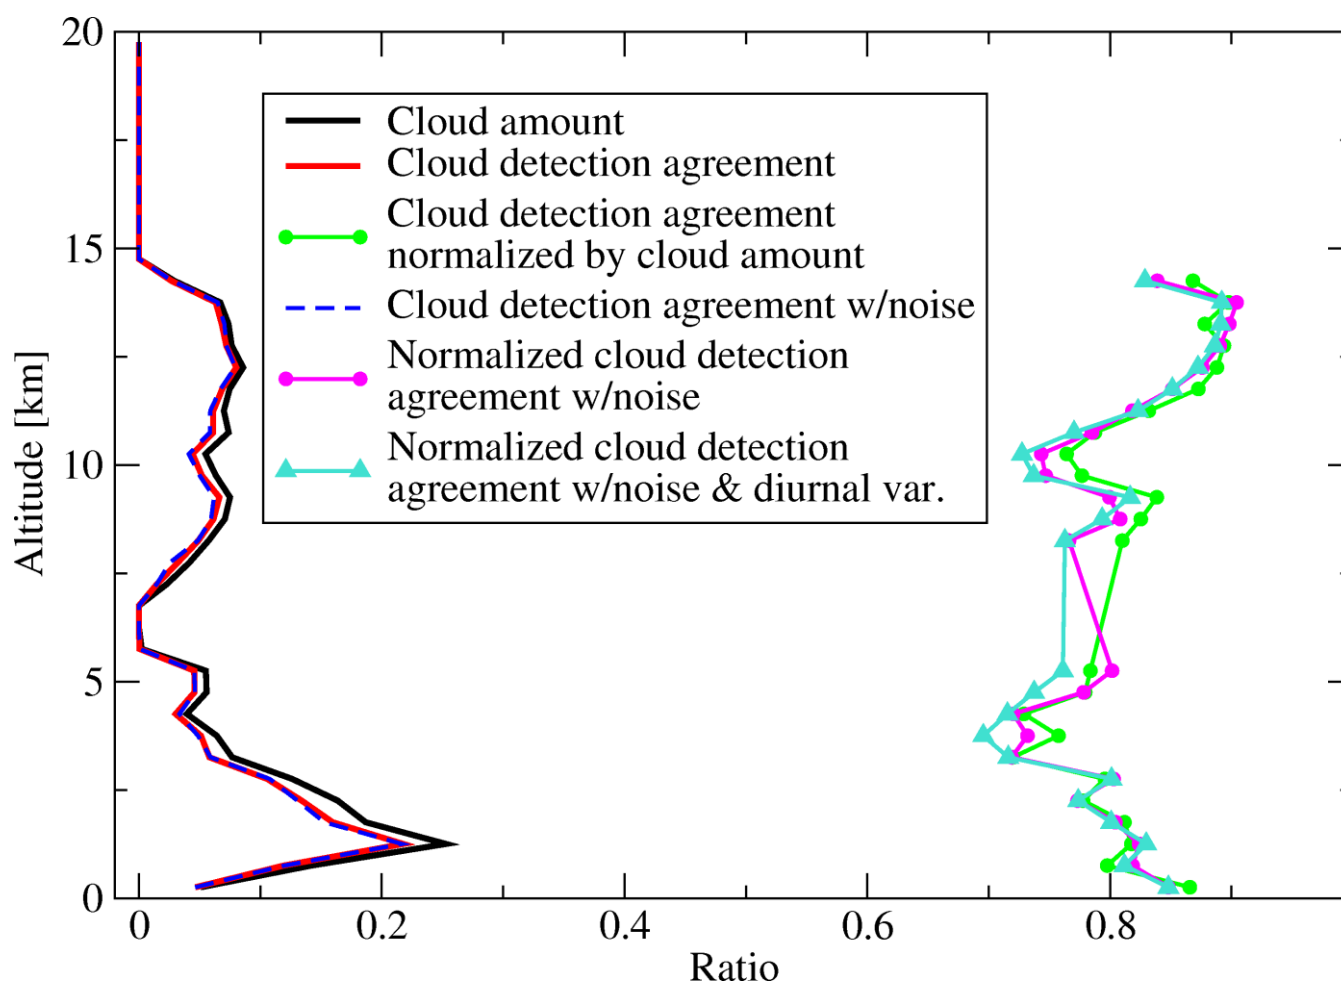 20
15
10
5
0
Altitude [km]
Cloud amount
Cloud detection agreement
Cloud detection agreement
normalized by cloud amount
Cloud detection agreement w/noise
Normalized cloud detection
agreement w/noise
Normalized cloud detection
agreement w/noise & diurnal var.
0 0.2 0.4 0.6 0.8
Ratio